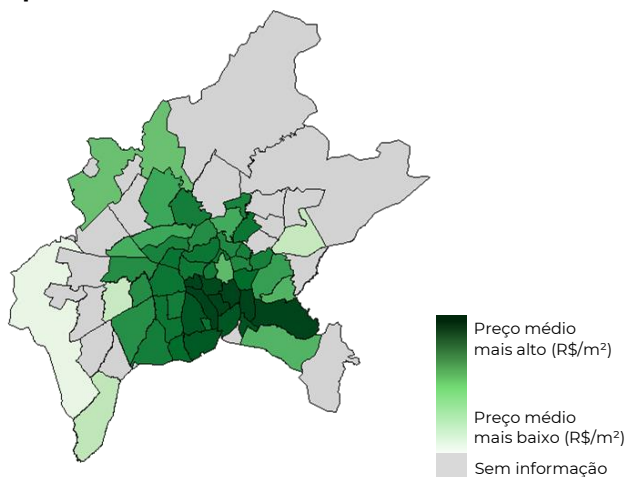 Preço médio
mais alto (R$/m²)
Preço médio
mais baixo (R$/m²)
Sem informação